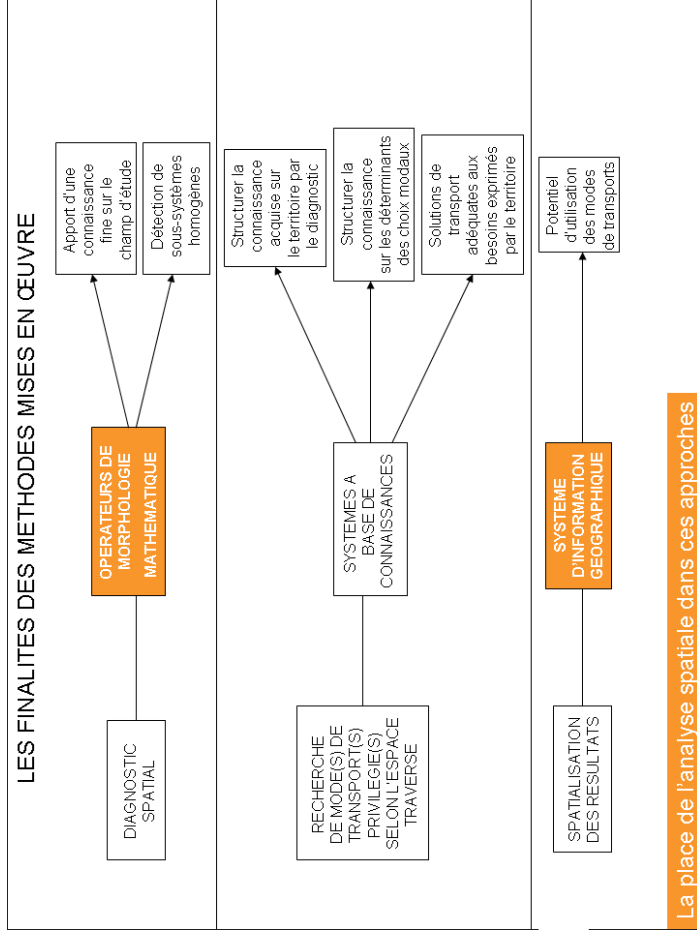 LES FINALITES DES METHODES MISES EN ŒUVRE
DIAGNOSTIC
SPATIAL
OPERATEURS DE
MORPHOLOGIE
MATHEMATIQUE
Apport d'une
connaissance
fine sur le
champ d'étude
Détection de
sous-systèmes
homogènes
RECHERCHE
DE MODE(S) DE
TRANSPORT(S)
PRIVILEGIE(S)
SELON L'ESPACE
TRAVERSE
SYSTEMES A
BASE DE
CONNAISSANCES
Structurer la
connaissance
acquise sur
le territoire par
le diagnostic
Structurer la
connaissance
sur les déterminants
des choix modaux
Solutions de
transport
adéquates aux
besoins exprimés
par le territoire
SPATIALISATION
DES RESULTATS
SYSTEME
D'INFORMATION
GEOGRAPHIQUE
Potentiel
d'utilisation
des modes
de transports
La place de l'analyse spatiale dans ces approches